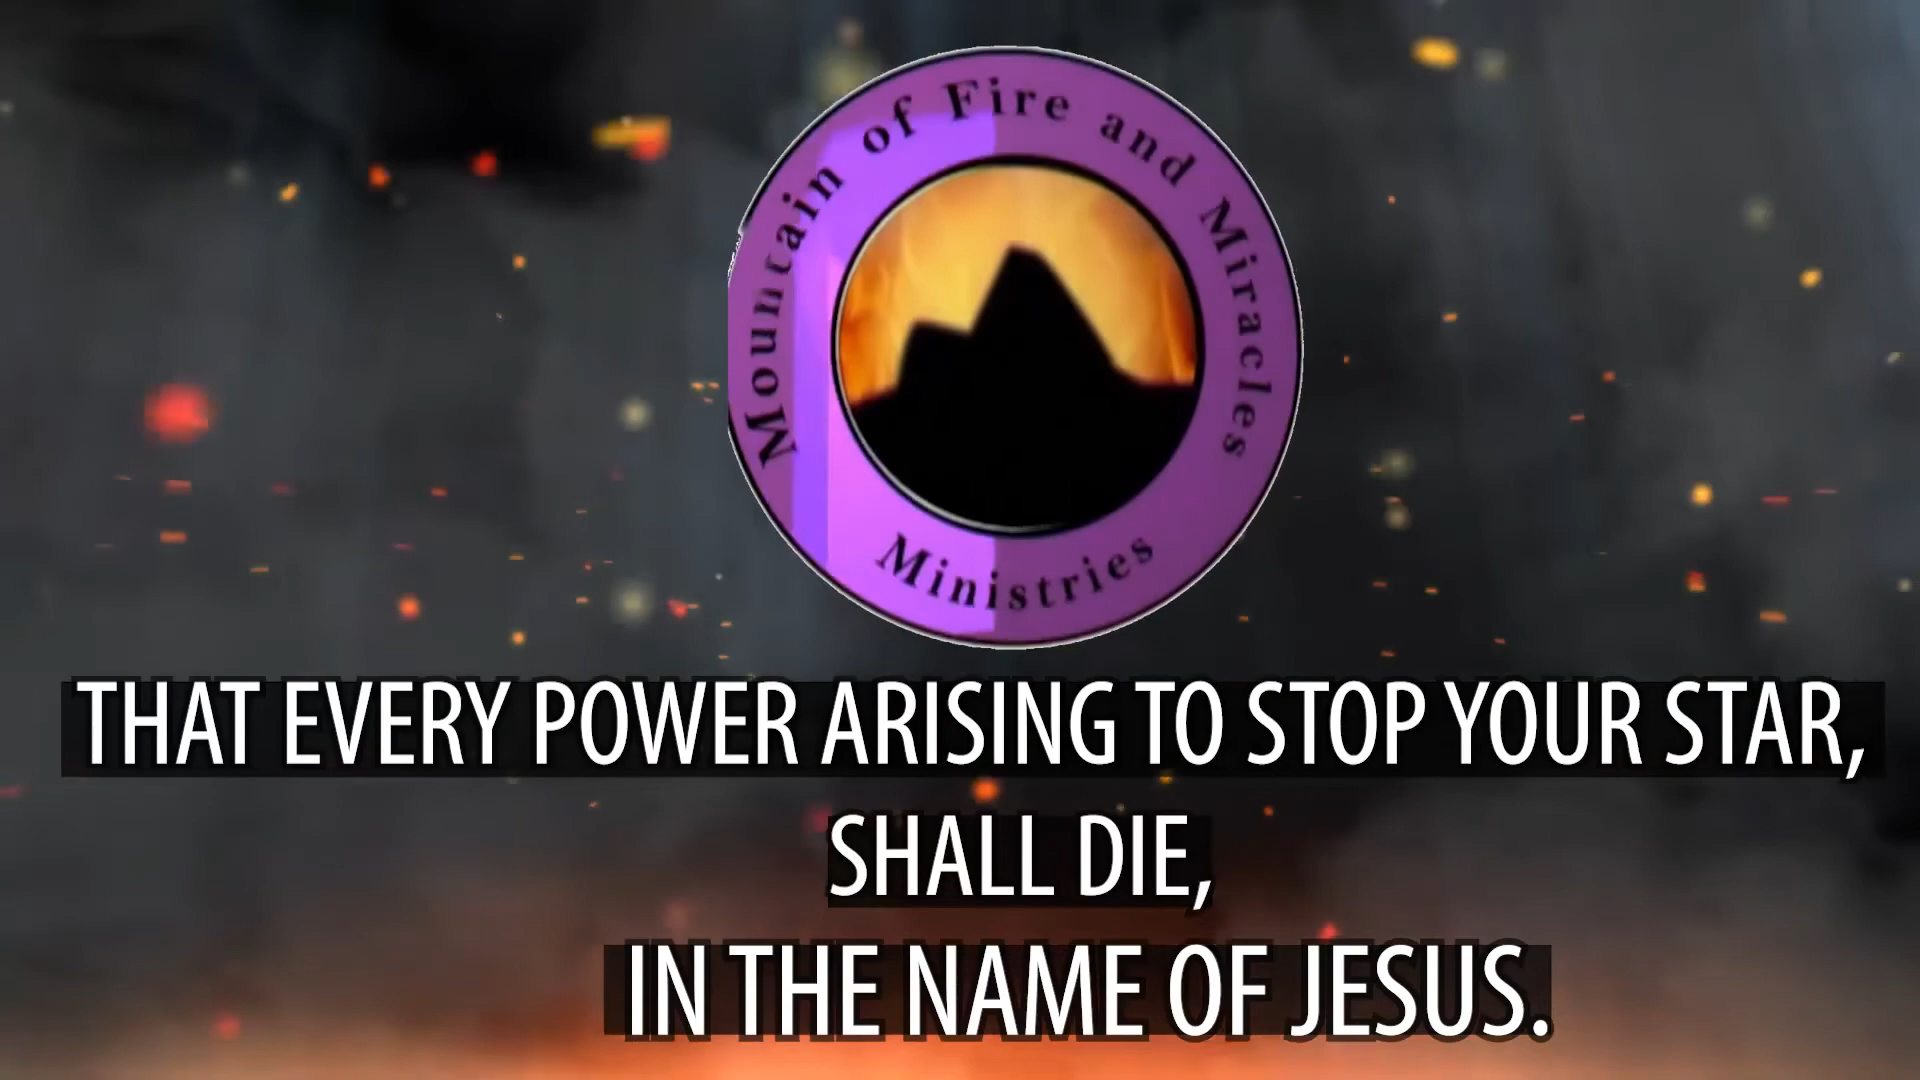 Mountain of Fire and Miracles
Ministries
THAT EVERY POWER ARISING TO STOP YOUR STAR,
SHALL DIE,
IN THE NAME OF JESUS.